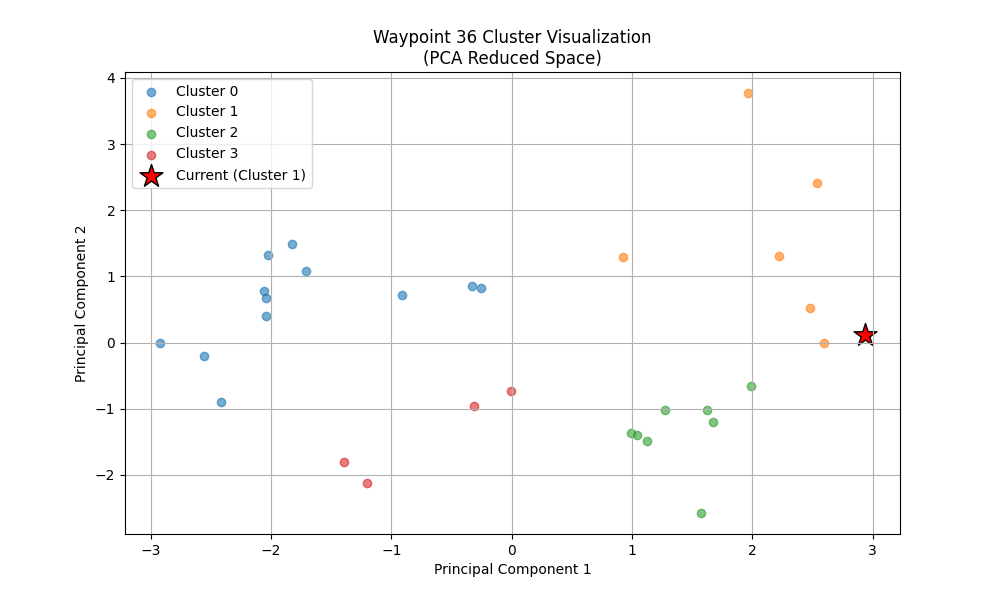 Waypoint 36 Cluster Visualization
(PCA Reduced Space)
Cluster 0
Cluster 1
Cluster 2
Cluster 3
Current (Cluster 1)
Principal Component 2
4
3
2
1
0
−1
−2
−3
−2
−1
0
1
2
3
Principal Component 1